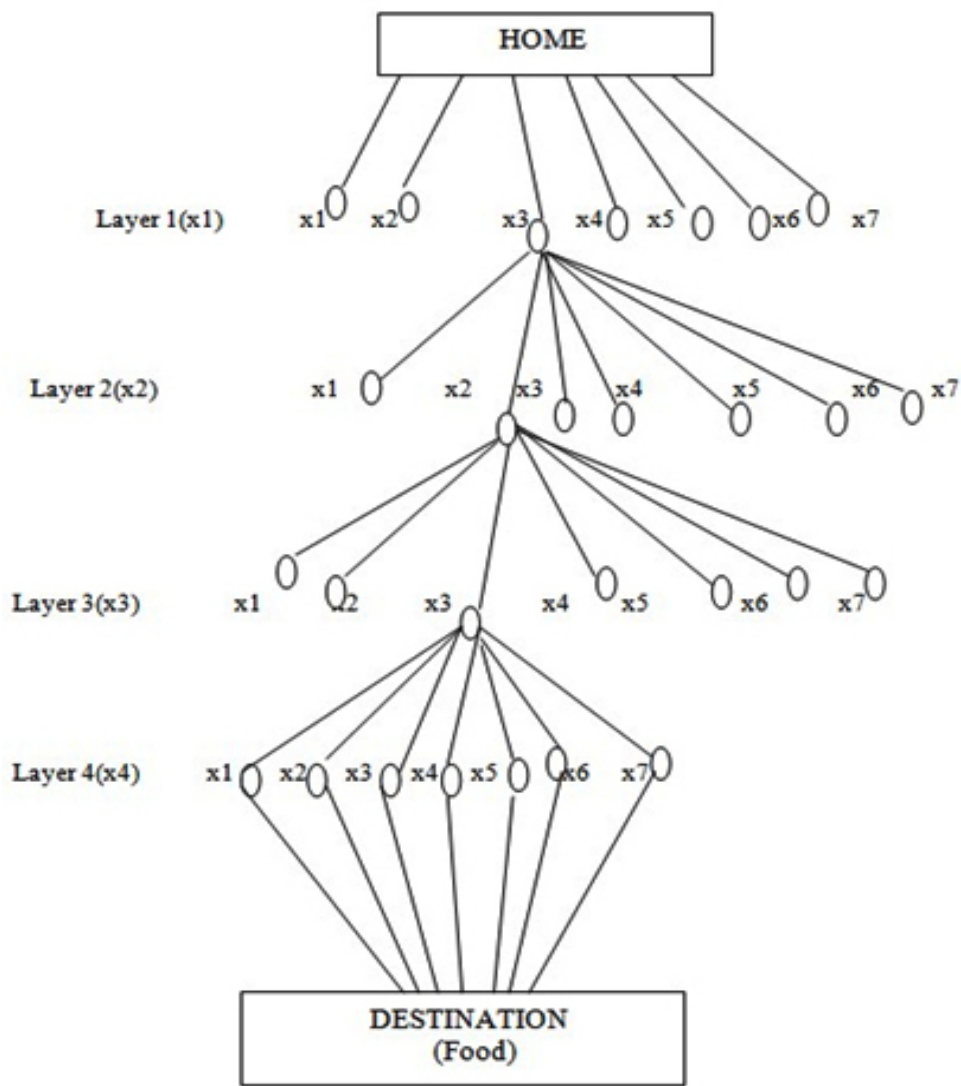 HOME
Layer 1(x1) x1 x2 x3 x4 x5 x6 x7
Layer 2(x2) x1 x2 x3 x4 x5 x6 x7
Layer 3(x3) x1 x2 x3 x4 x5 x6 x7
Layer 4(x4) x1 x2 x3 x4 x5 x6 x7
DESTINATION
(Food)